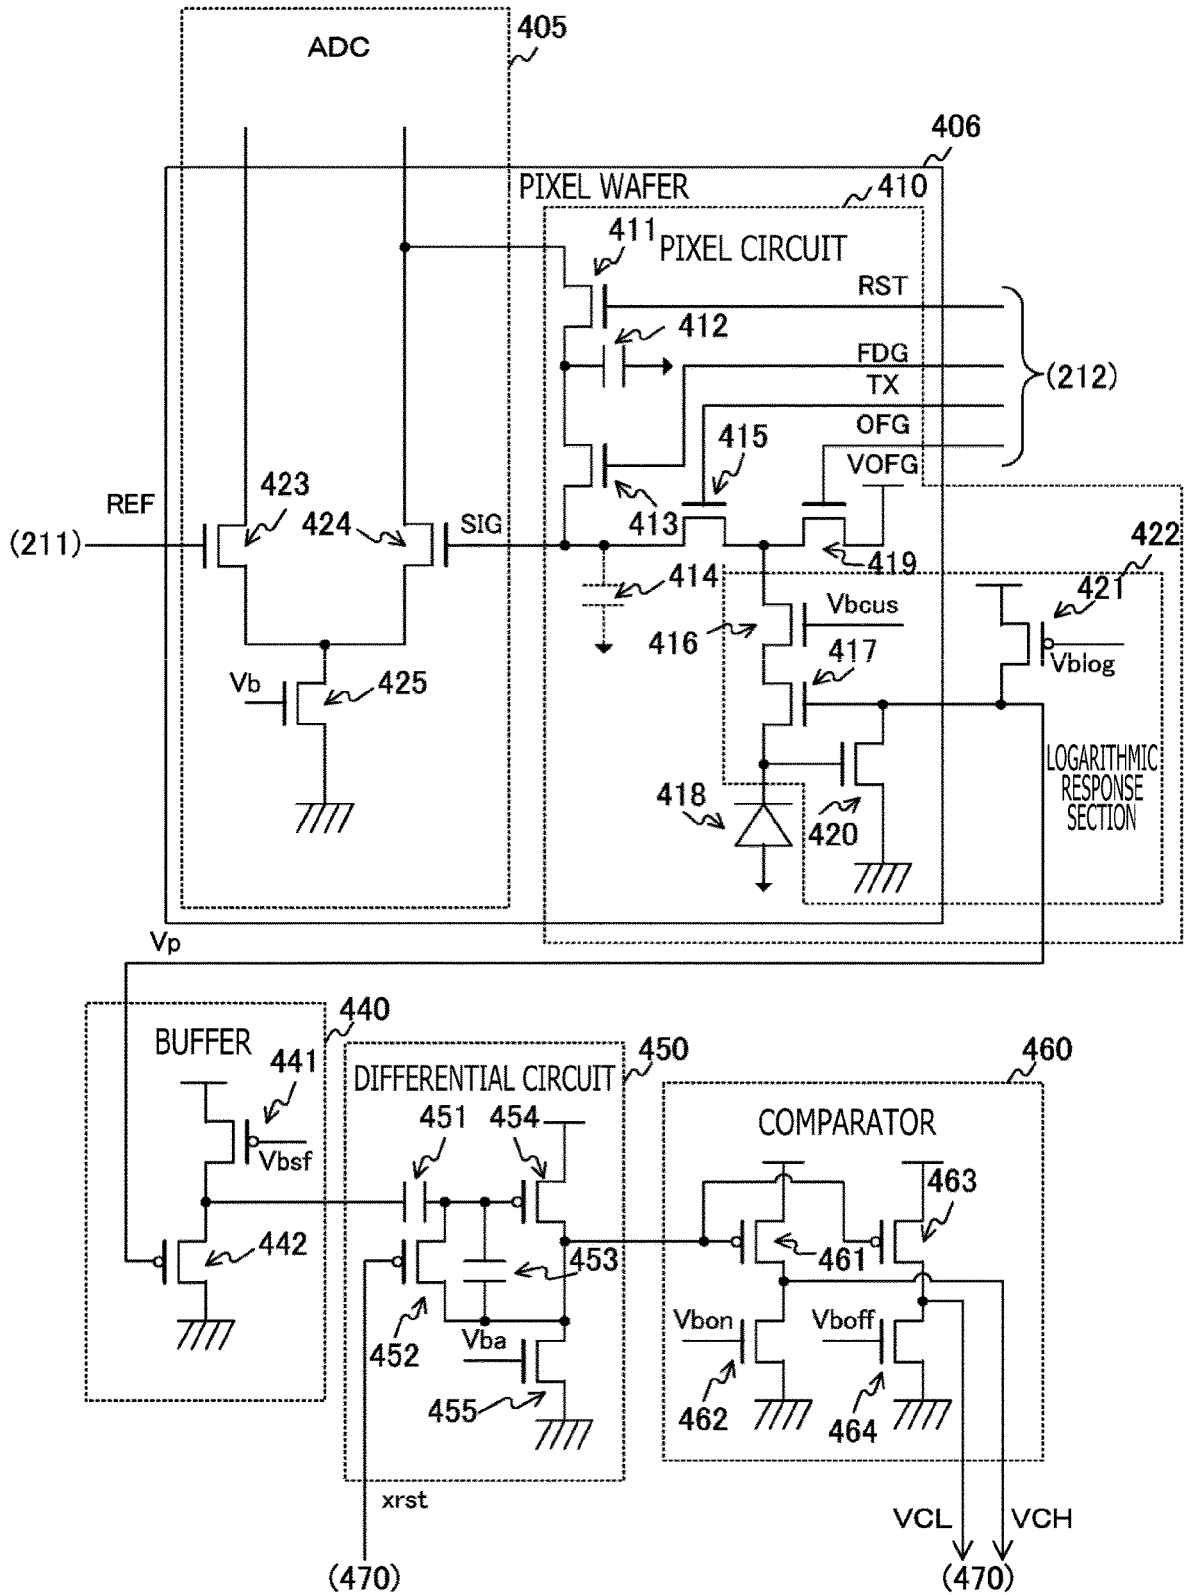 405
ADC
406
PIXEL WAFER
410
411
PIXEL CIRCUIT
RST
412
FDG
(212)
TX
OFG
415
VOFG
423
REF
424
SIG
413
422
(211)
414
419
421
Vbcus
416
417
Vblog
Vb
425
LOGARITHMIC
RESPONSE
SECTION
418
420
Vp
440
BUFFER
441
450
460
DIFFERENTIAL CIRCUIT
451
454
COMPARATOR
Vbsf
463
442
453
461
Vbon
Vboff
452
Vba
455
462
464
xrst
VCL
VCH
(470)
(470)